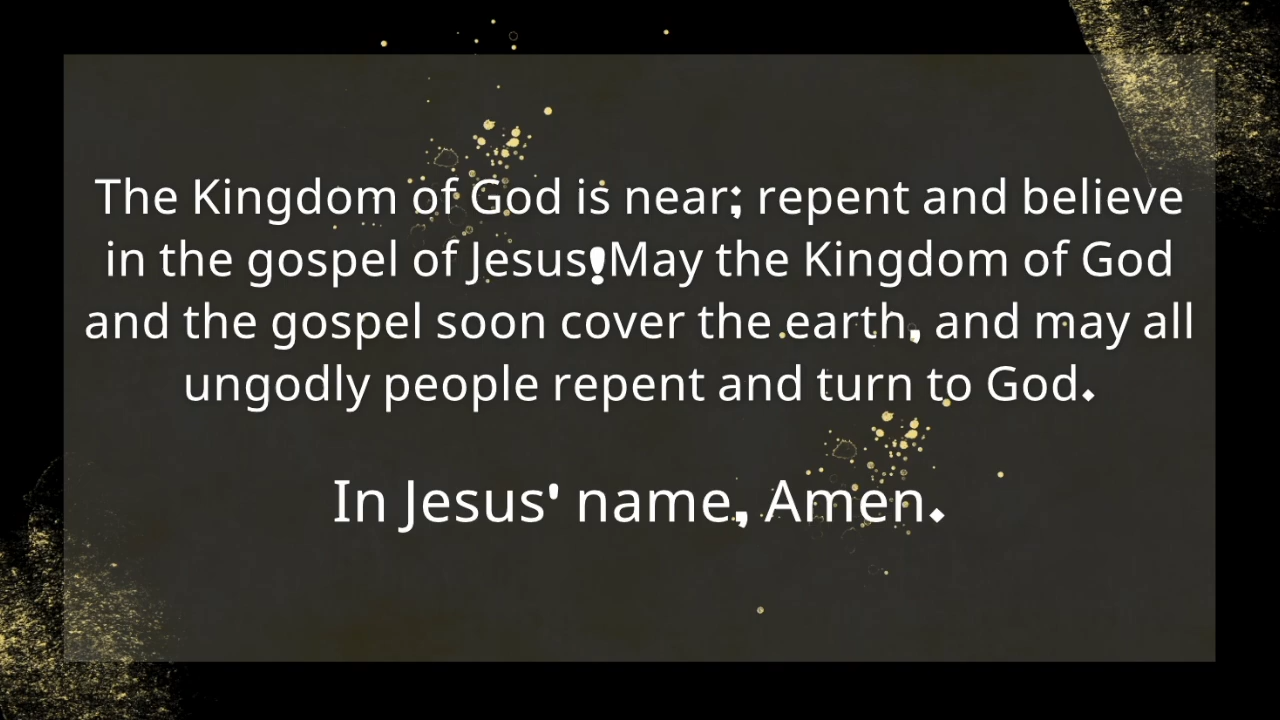 The Kingdom of God is near; repent and believe
in the gospel of Jesus!May the Kingdom of God
and the gospel soon cover the earth, and may all
ungodly people repent and turn to God.
In Jesus' name, Amen.